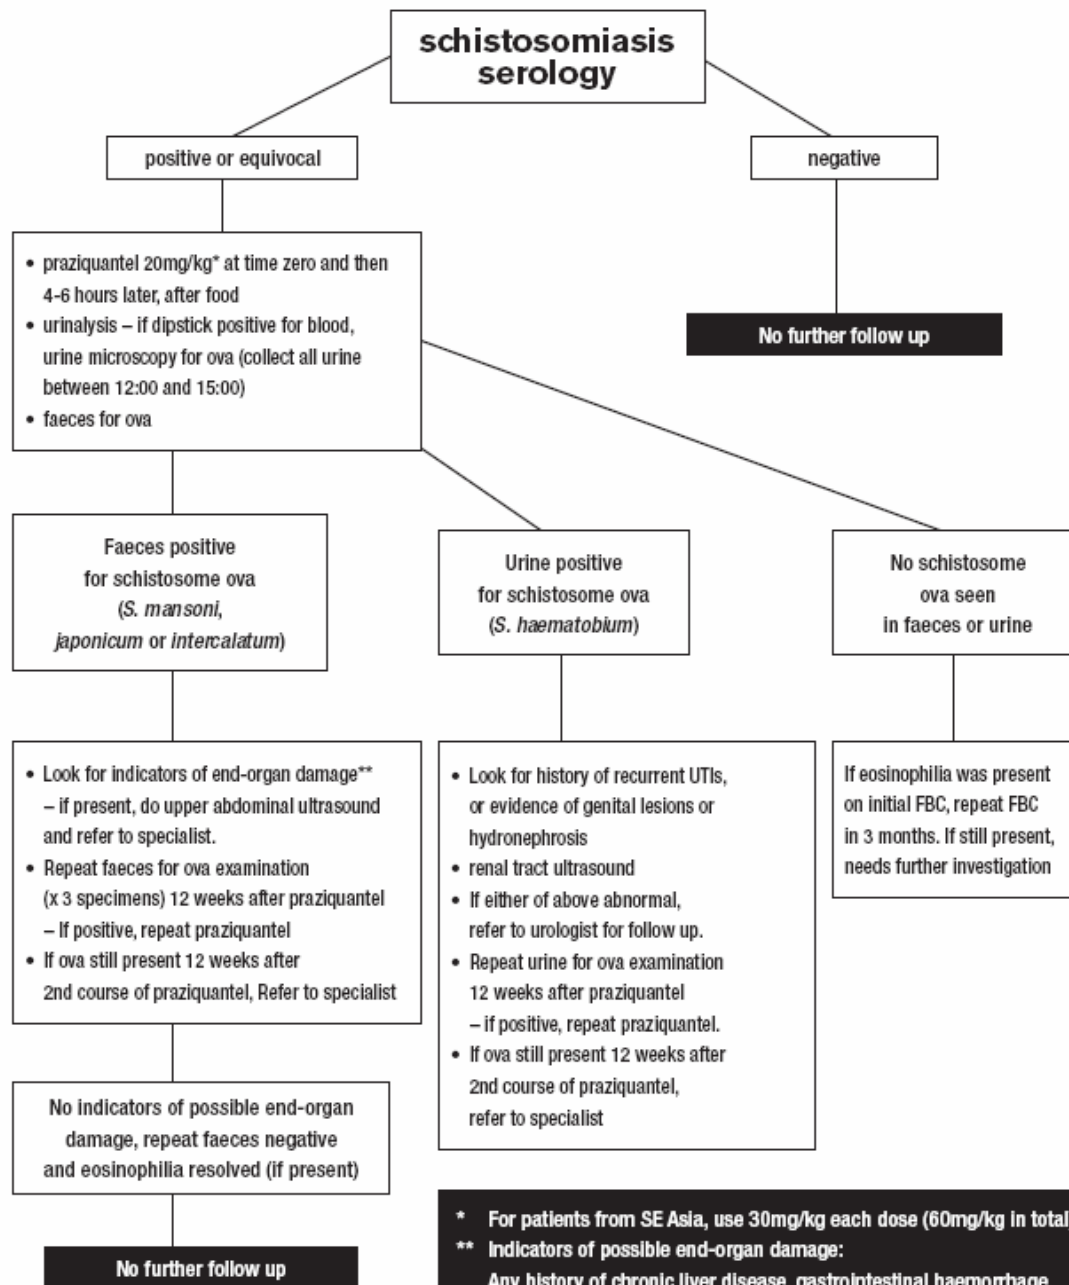 schistosomiasis
serology
positive or equivocal
negative
• praziquantel 20mg/kg* at time zero and then
4-6 hours later, after food
• urinalysis – if dipstick positive for blood,
urine microscopy for ova (collect all urine
between 12:00 and 15:00)
• faeces for ova
No further follow up
Faeces positive
for schistosome ova
(S. mansoni,
japonicum or intercalatum)
Urine positive
for schistosome ova
(S. haematobium)
No schistosome
ova seen
in faeces or urine
• Look for indicators of end-organ damage**
– if present, do upper abdominal ultrasound
and refer to specialist.
• Repeat faeces for ova examination
(x 3 specimens) 12 weeks after praziquantel
– If positive, repeat praziquantel
• If ova still present 12 weeks after
2nd course of praziquantel, Refer to specialist
• Look for history of recurrent UTIs,
or evidence of genital lesions or
hydronephrosis
• renal tract ultrasound
• If either of above abnormal,
refer to urologist for follow up.
• Repeat urine for ova examination
12 weeks after praziquantel
– if positive, repeat praziquantel.
• If ova still present 12 weeks after
2nd course of praziquantel,
refer to specialist
If eosinophilia was present
on initial FBC, repeat FBC
in 3 months. If still present,
needs further investigation
No indicators of possible end-organ
damage, repeat faeces negative
and eosinophilia resolved (if present)
No further follow up
* For patients from SE Asia, use 30mg/kg each dose (60mg/kg in total
** Indicators of possible end-organ damage:
Any history of chronic liver disease, gastrointestinal haemorrhage